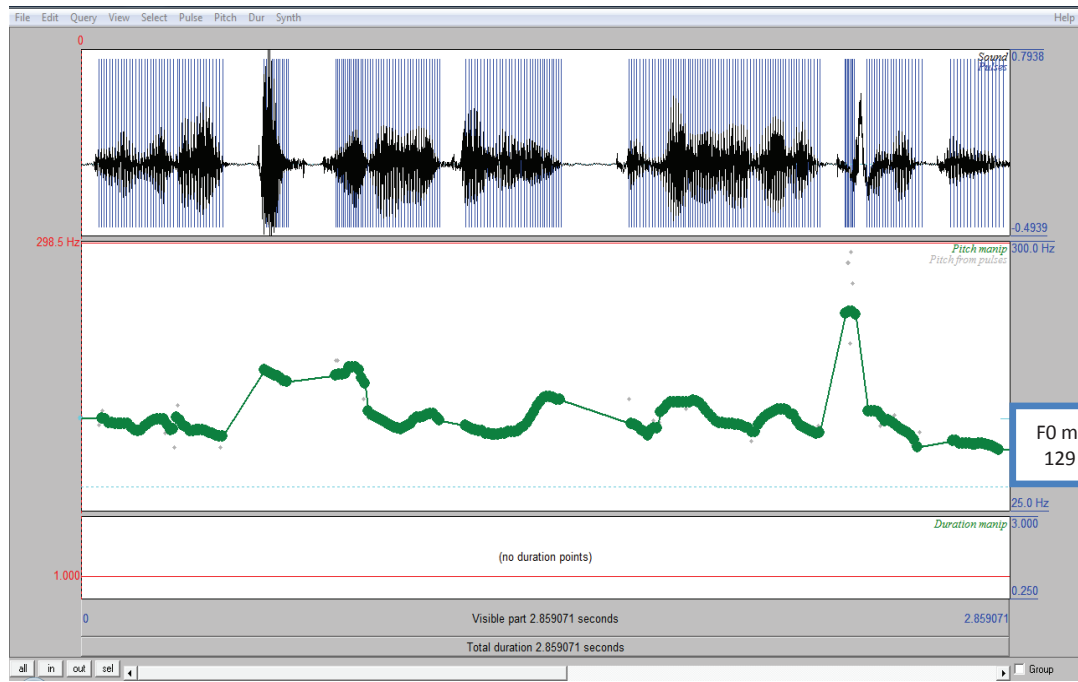 File Edit Query View Select Pulse Pitch Dur Synth Help
0
Sound 0.7938
Pulses
-0.4939
298.5 Hz
Pitch manip 300.0 Hz
Pitch from pulses
F0 m
129
25.0 Hz
Duration manip 3.000
(no duration points)
1.000
0.250
0 Visible part 2.859071 seconds 2.859071
Total duration 2.859071 seconds
all in out sel Group